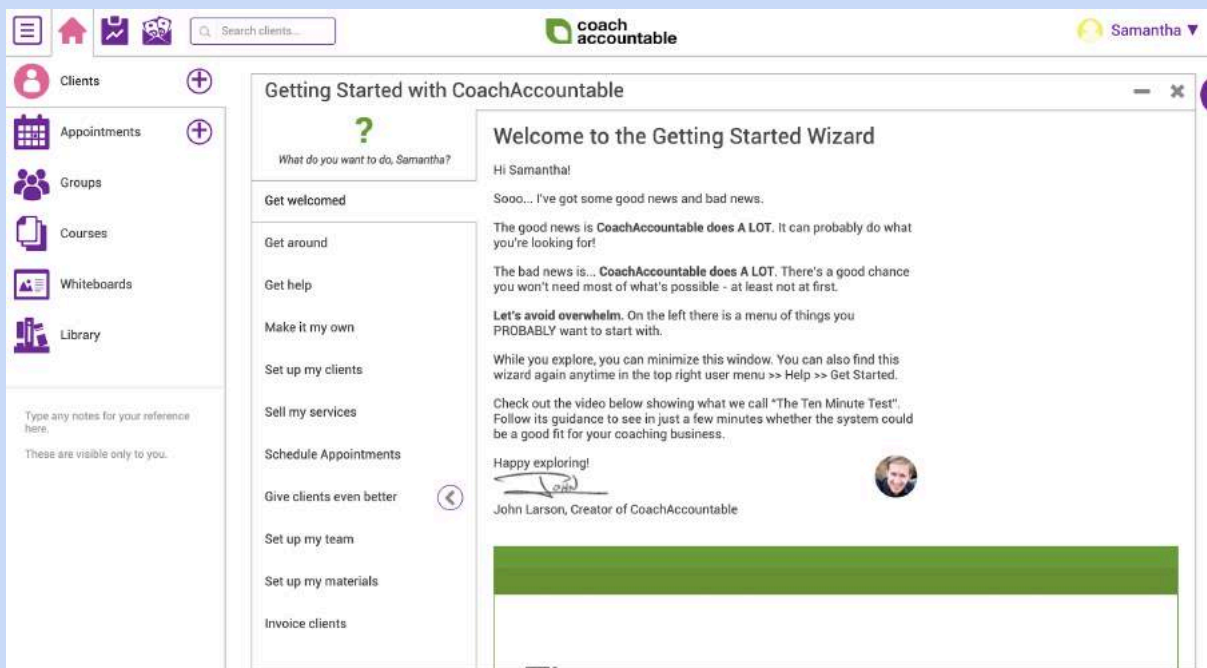 Search clients...
coach
accountable
Samantha ▼
Clients
Appointments
Groups
Courses
Whiteboards
Library
Type any notes for your reference
here.
These are visible only to you.
Getting Started with CoachAccountable
?
What do you want to do, Samantha?
Get welcomed
Get around
Get help
Make it my own
Set up my clients
Sell my services
Schedule Appointments
Give clients even better
Set up my team
Set up my materials
Invoice clients
Welcome to the Getting Started Wizard
Hi Samantha!
Sooo... I've got some good news and bad news.
The good news is CoachAccountable does A LOT. It can probably do what
you're looking for!
The bad news is... CoachAccountable does A LOT. There's a good chance
you won't need most of what's possible - at least not at first.
Let's avoid overwhelm. On the left there is a menu of things you
PROBABLY want to start with.
While you explore, you can minimize this window. You can also find this
wizard again anytime in the top right user menu >> Help >> Get Started.
Check out the video below showing what we call "The Ten Minute Test".
Follow its guidance to see in just a few minutes whether the system could
be a good fit for your coaching business.
Happy exploring!
John
John Larson, Creator of CoachAccountable